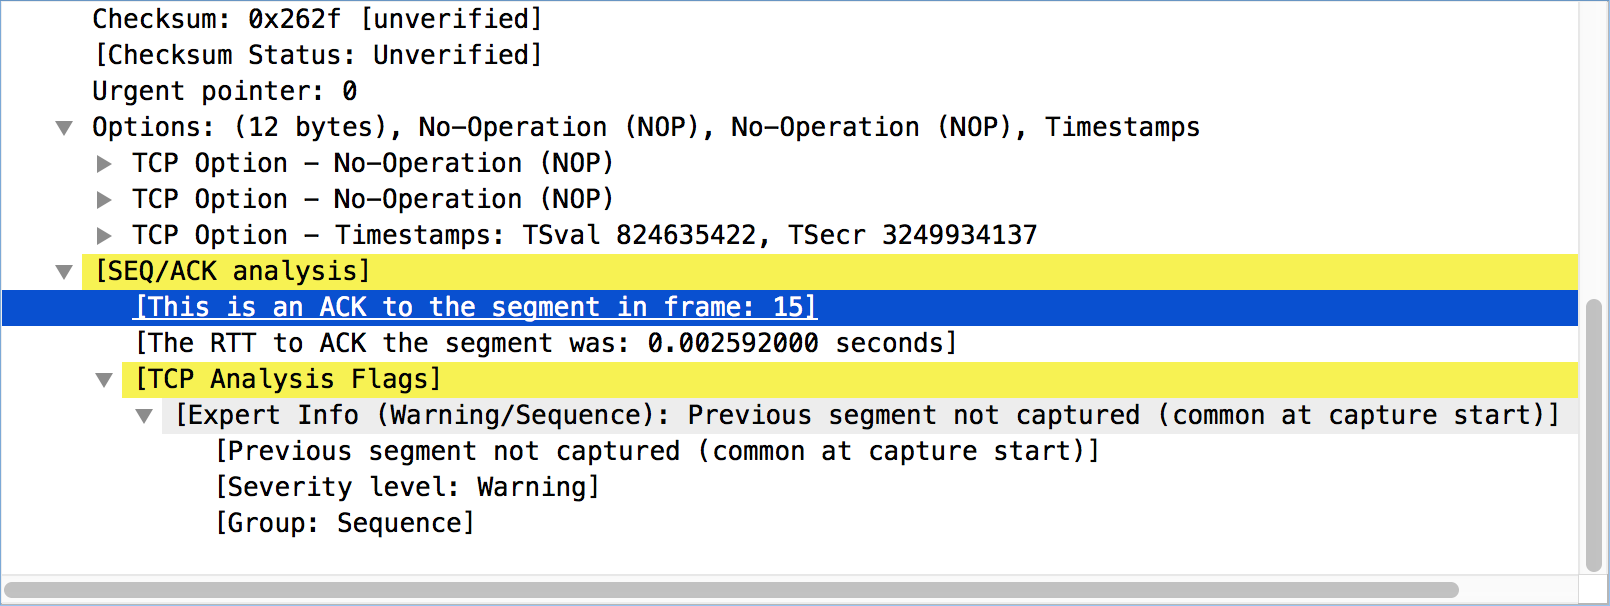 Checksum: 0x262f [unverified]
[Checksum Status: Unverified]
Urgent pointer: 0
Options: (12 bytes), No-Operation (NOP), No-Operation (NOP), Timestamps
TCP Option - No-Operation (NOP)
TCP Option - No-Operation (NOP)
TCP Option - Timestamps: TSval 824635422, TSecr 3249934137
[SEQ/ACK analysis]
[This is an ACK to the segment in frame: 15]
[The RTT to ACK the segment was: 0.002592000 seconds]
[TCP Analysis Flags]
[Expert Info (Warning/Sequence): Previous segment not captured (common at capture start)]
[Previous segment not captured (common at capture start)]
[Severity level: Warning]
[Group: Sequence]